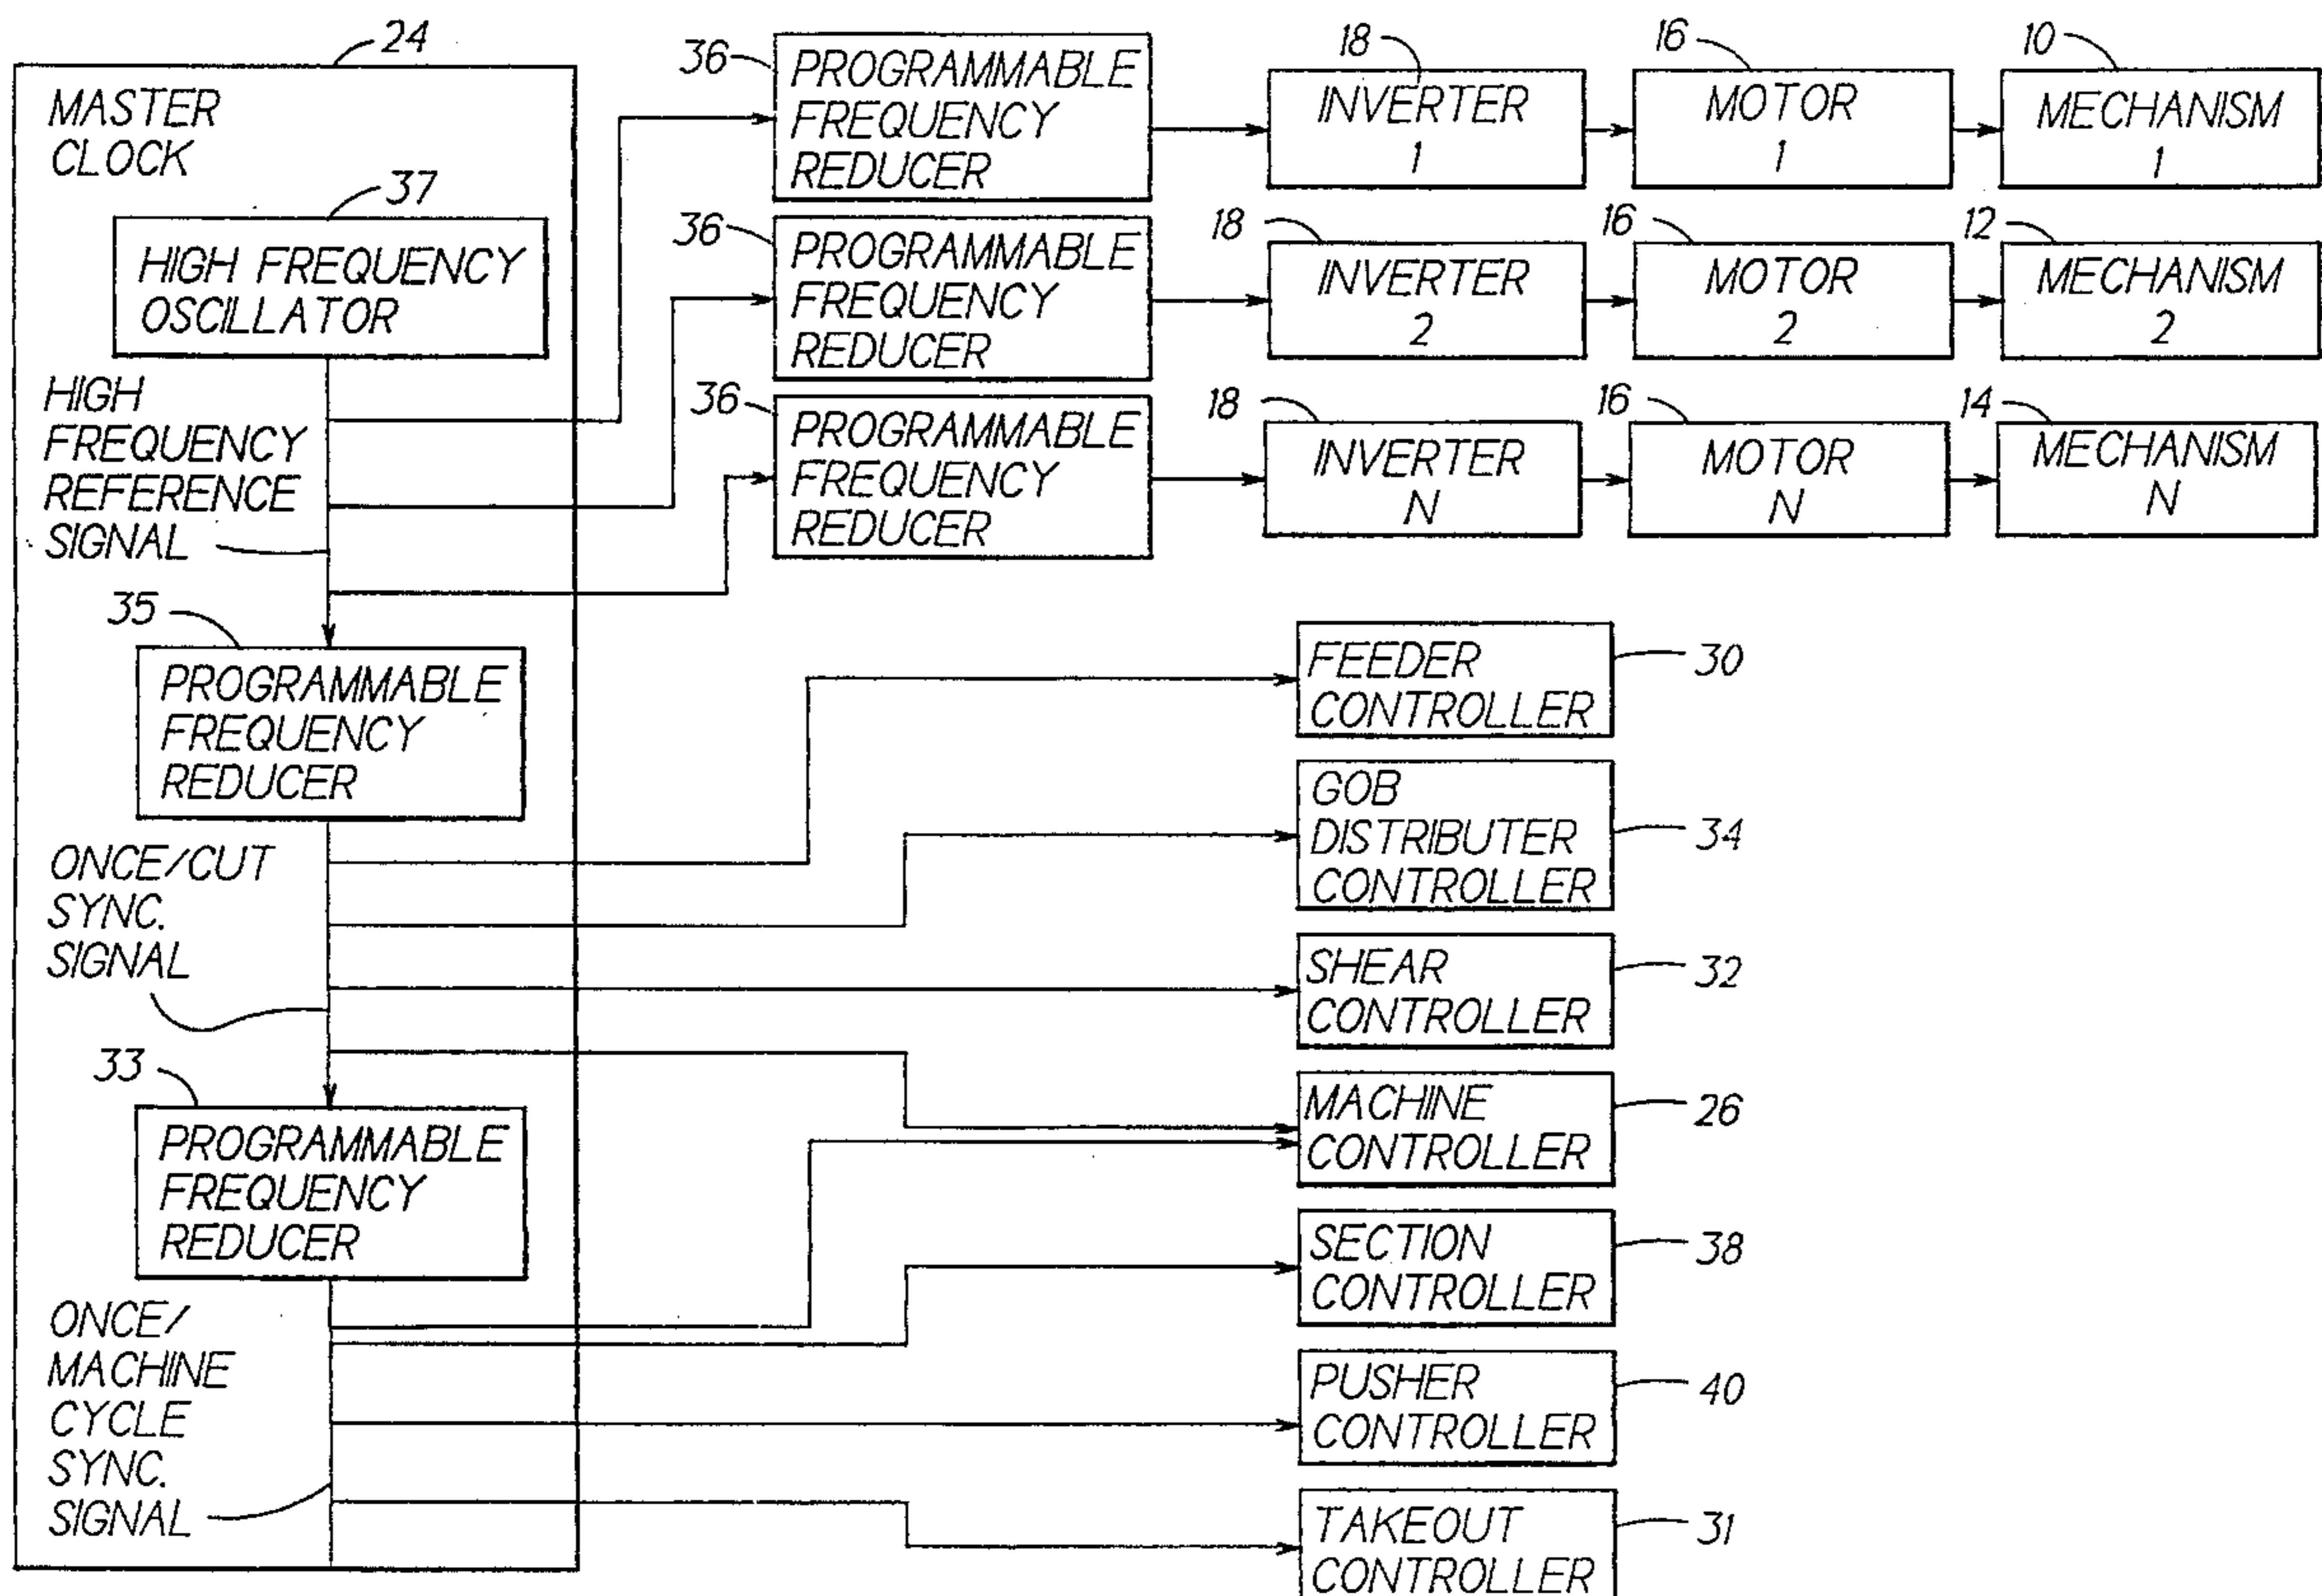 24
MASTER
CLOCK
37
HIGH FREQUENCY
OSCILLATOR
HIGH
FREQUENCY
REFERENCE
SIGNAL
35
PROGRAMMABLE
FREQUENCY
REDUCER
ONCE/CUT
SYNC.
SIGNAL
33
PROGRAMMABLE
FREQUENCY
REDUCER
ONCE/
MACHINE
CYCLE
SYNC.
SIGNAL
36
PROGRAMMABLE
FREQUENCY
REDUCER
18
INVERTER
1
16
MOTOR
1
10
MECHANISM
1
36
PROGRAMMABLE
FREQUENCY
REDUCER
18
INVERTER
2
16
MOTOR
2
12
MECHANISM
2
36
PROGRAMMABLE
FREQUENCY
REDUCER
18
INVERTER
N
16
MOTOR
N
14
MECHANISM
N
FEEDER
CONTROLLER
30
GOB
DISTRIBUTER
CONTROLLER
34
SHEAR
CONTROLLER
32
MACHINE
CONTROLLER
26
SECTION
CONTROLLER
38
PUSHER
CONTROLLER
40
TAKEOUT
CONTROLLER
31